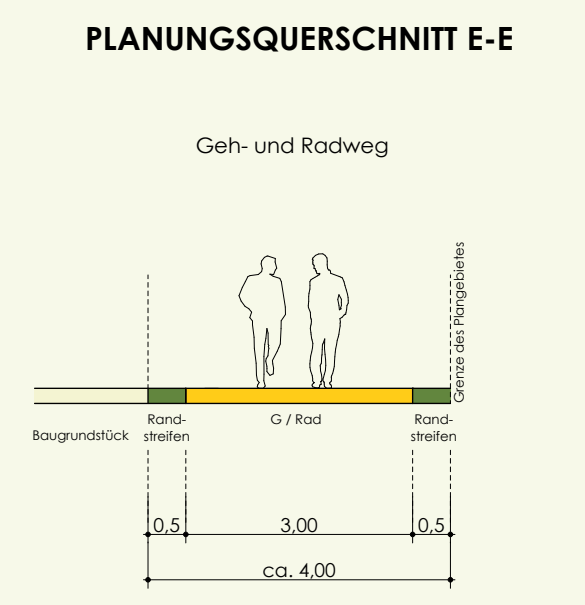 PLANUNGSQUERSCHNITT E-E
Geh- und Radweg
Grenze des Plangebietes
Baugrundstück
Rand-
streifen
G / Rad
Rand-
streifen
0,5
3,00
0,5
ca. 4,00